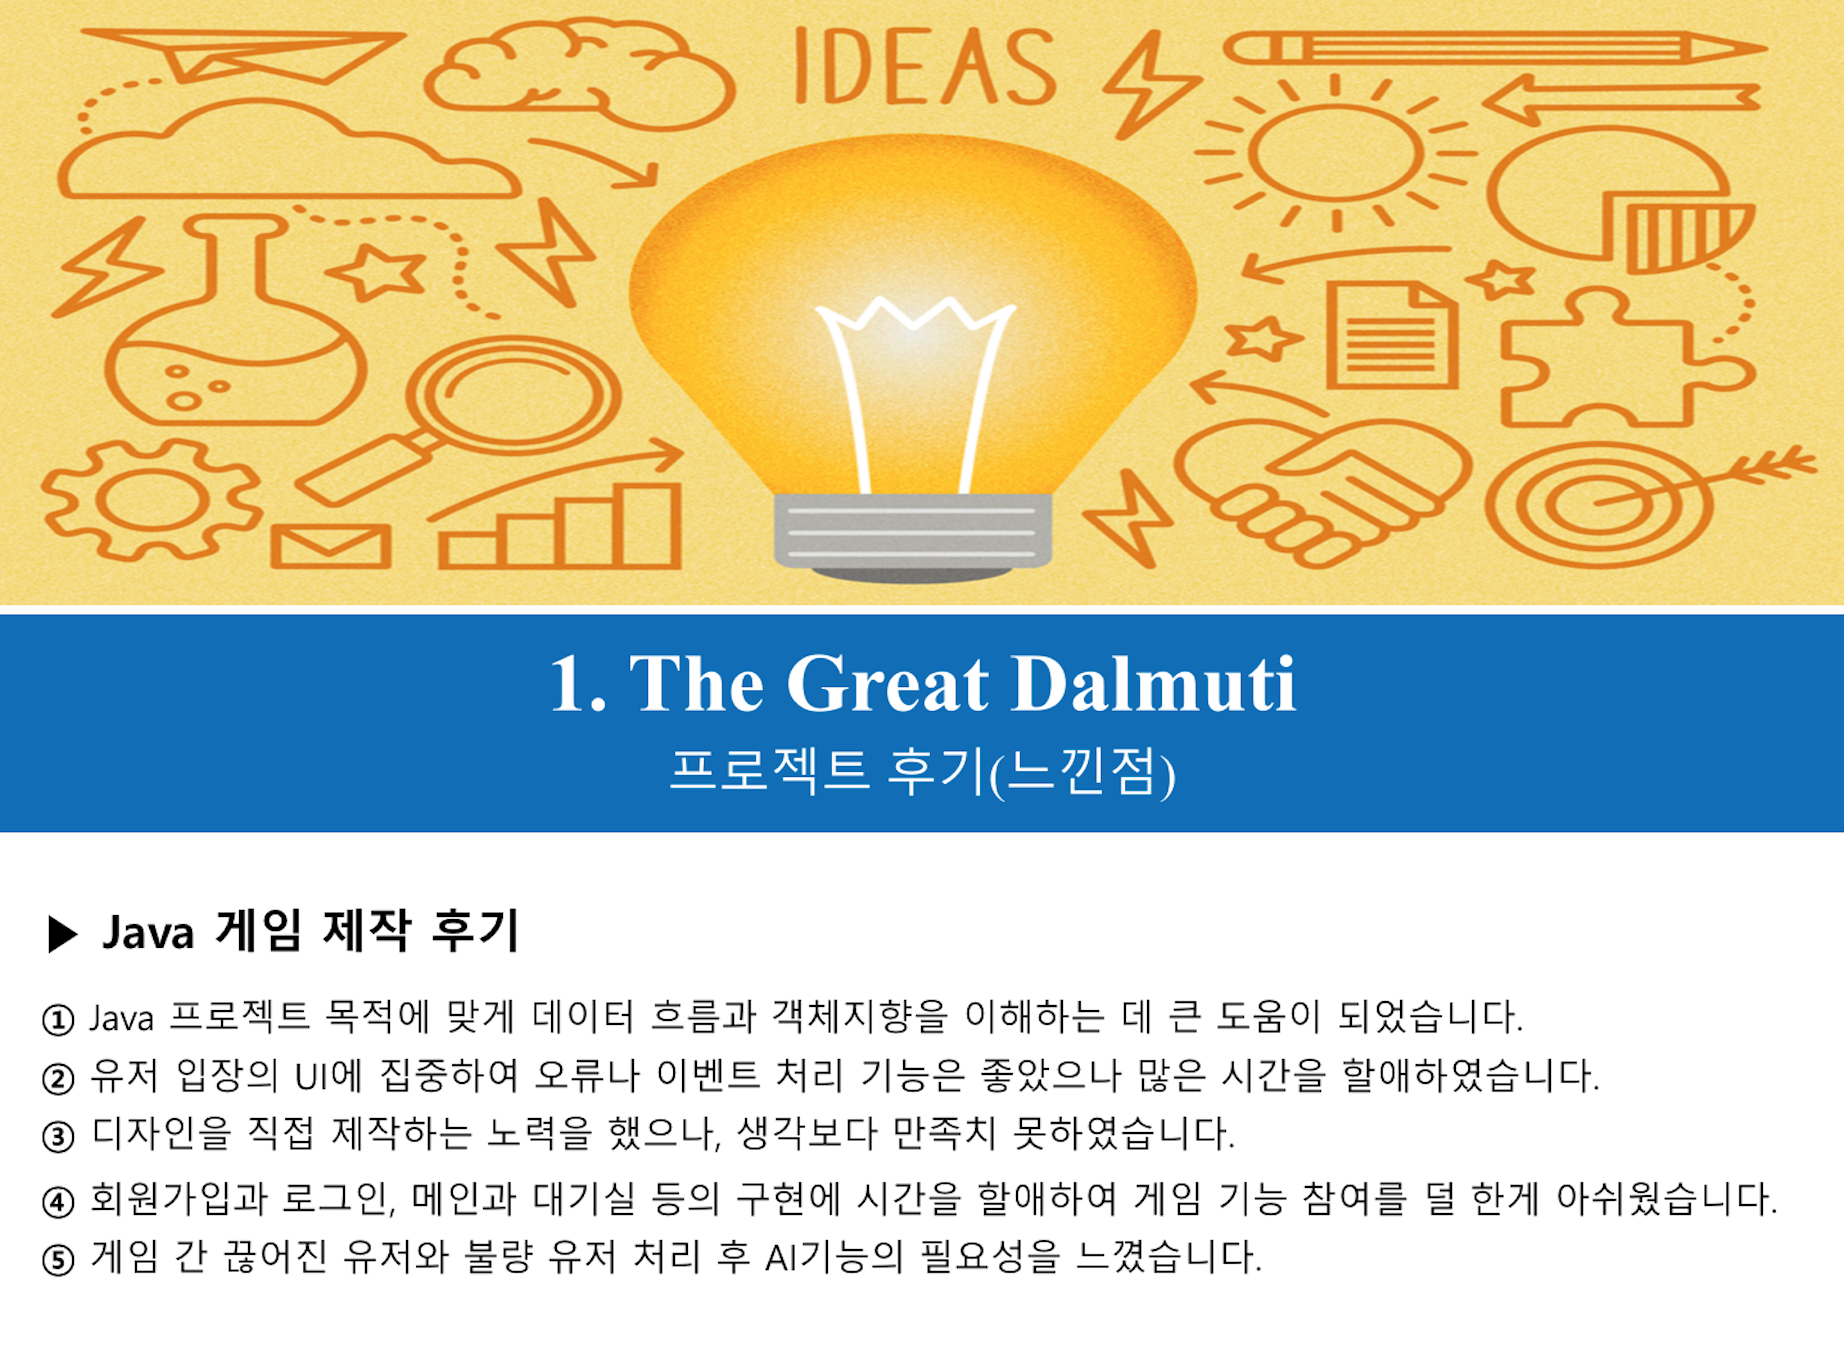 IDEAS
1. The Great Dalmuti
프로젝트 후기(느낀점)
▶ Java 게임 제작 후기
① Java 프로젝트 목적에 맞게 데이터 흐름과 객체지향을 이해하는 데 큰 도움이 되었습니다.
② 유저 입장의 UI에 집중하여 오류나 이벤트 처리 기능은 좋았으나 많은 시간을 할애하였습니다.
③ 디자인을 직접 제작하는 노력을 했으나, 생각보다 만족치 못하였습니다.
④ 회원가입과 로그인, 메인과 대기실 등의 구현에 시간을 할애하여 게임 기능 참여를 덜 한게 아쉬웠습니다.
⑤ 게임 간 끊어진 유저와 불량 유저 처리 후 AI기능의 필요성을 느꼈습니다.